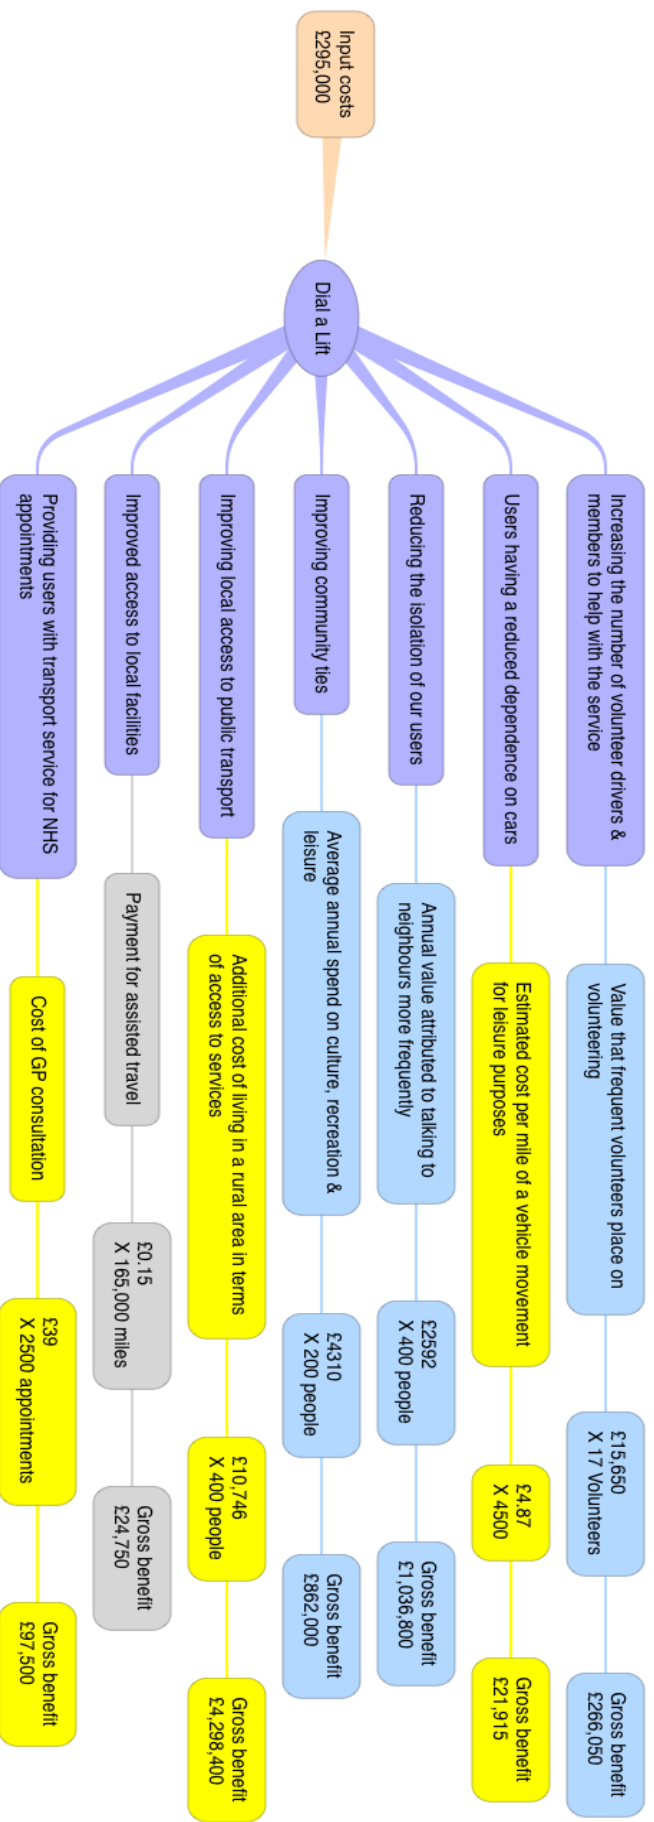 Input costs
£295,000
Dial a Lift
Increasing the number of volunteer drivers &
members to help with the service
Value that frequent volunteers place on
volunteering
£15,650
X 17 Volunteers
Gross benefit
£266,050
Users having a reduced dependence on cars
Estimated cost per mile of a vehicle movement
for leisure purposes
£4.87
X 4500
Gross benefit
£21,915
Reducing the isolation of our users
Annual value attributed to talking to
neighbours more frequently
£2592
X 400 people
Gross benefit
£1,036,800
Improving community ties
Average annual spend on culture, recreation &
leisure
£4310
X 200 people
Gross benefit
£862,000
Improving local access to public transport
Additional cost of living in a rural area in terms
of access to services
£10,746
X 400 people
Gross benefit
£4,298,400
Improved access to local facilities
Payment for assisted travel
£0.15
X 165,000 miles
Gross benefit
£24,750
Providing users with transport service for NHS
appointments
Cost of GP consultation
£39
X 2500 appointments
Gross benefit
£97,500